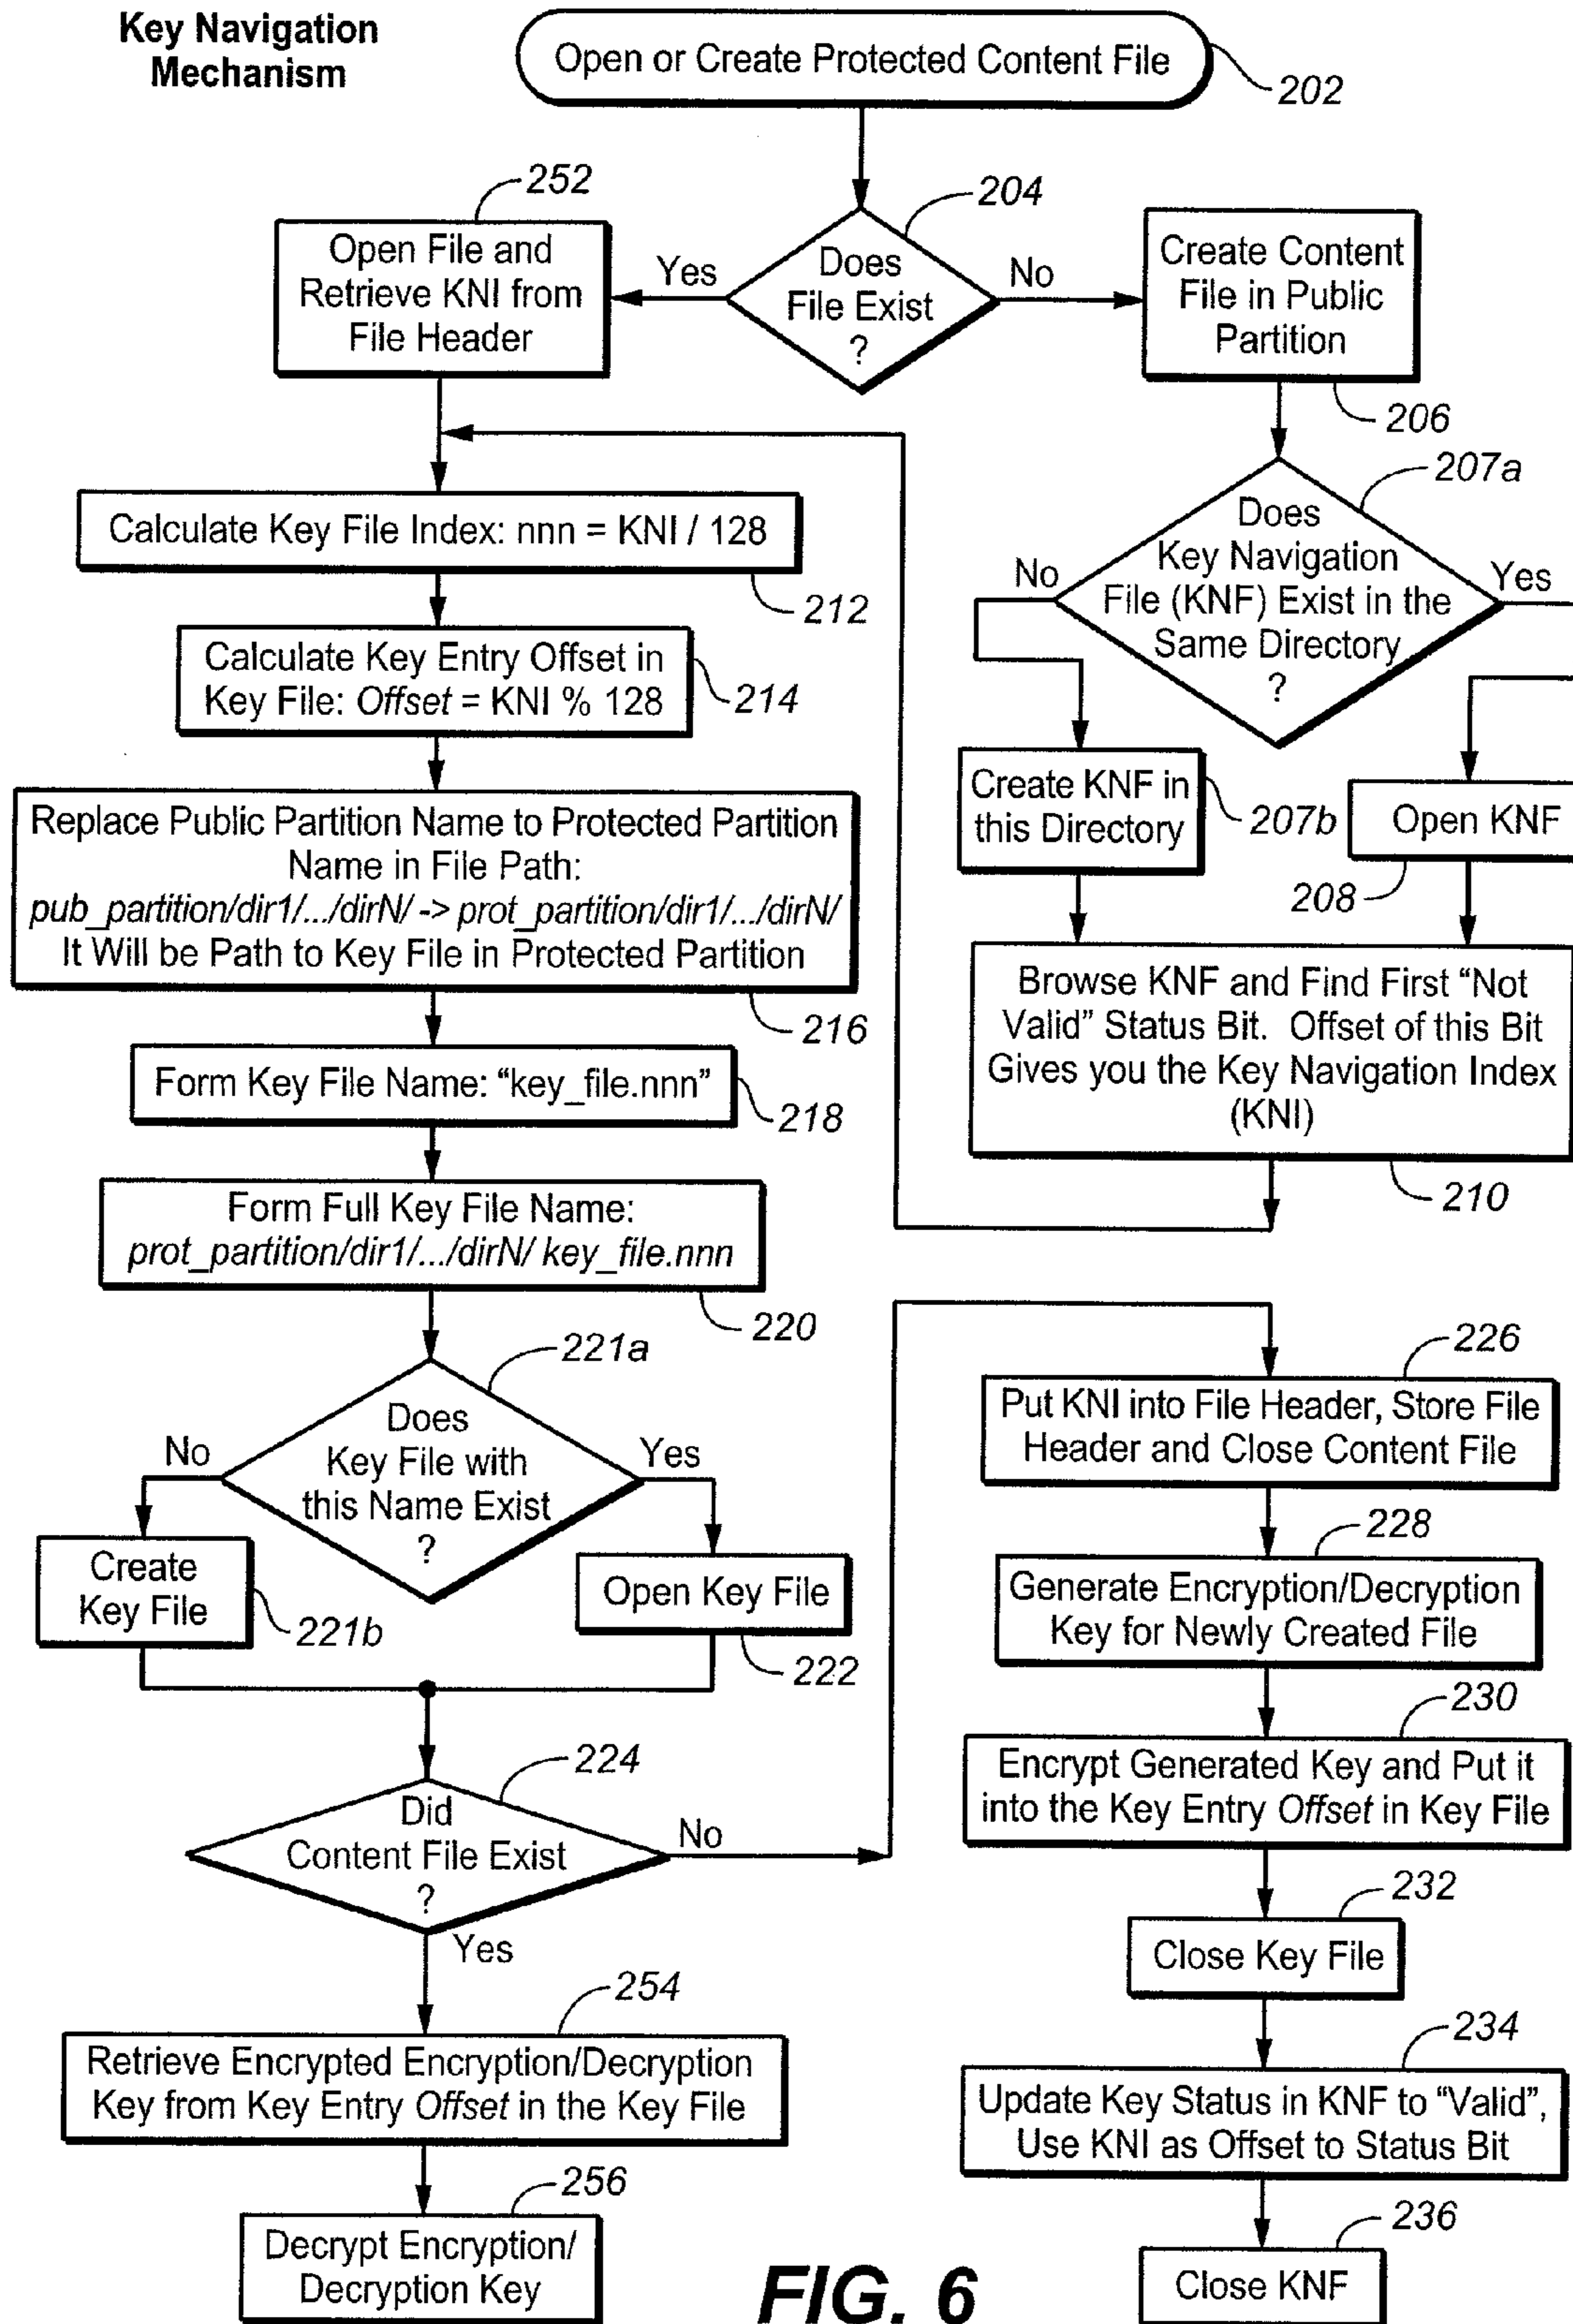 Key Navigation
Mechanism
Open or Create Protected Content File
202
252
204
Open File and
Retrieve KNI from
File Header
Yes
Does
File Exist
?
No
Create Content
File in Public
Partition
206
207a
Does
Key Navigation
File (KNF) Exist in the
Same Directory
?
No
Yes
Calculate Key File Index: nnn = KNI / 128
212
Calculate Key Entry Offset in
Key File: Offset = KNI % 128
214
Create KNF in
this Directory
207b
Open KNF
208
Replace Public Partition Name to Protected Partition
Name in File Path:
pub_partition/dir1/.../dirN/ -> prot_partition/dir1/.../dirN/
It Will be Path to Key File in Protected Partition
216
Browse KNF and Find First “Not
Valid” Status Bit. Offset of this Bit
Gives you the Key Navigation Index
(KNI)
210
Form Key File Name: “key_file.nnn”
218
Form Full Key File Name:
prot_partition/dir1/.../dirN/ key_file.nnn
220
221a
Does
Key File with
this Name Exist
?
No
Yes
Create
Key File
221b
Open Key File
222
224
Did
Content File Exist
?
No
Yes
226
Put KNI into File Header, Store File
Header and Close Content File
228
Generate Encryption/Decryption
Key for Newly Created File
230
Encrypt Generated Key and Put it
into the Key Entry Offset in Key File
232
Close Key File
234
Update Key Status in KNF to “Valid”,
Use KNI as Offset to Status Bit
236
Close KNF
254
Retrieve Encrypted Encryption/Decryption
Key from Key Entry Offset in the Key File
256
Decrypt Encryption/
Decryption Key
FIG. 6